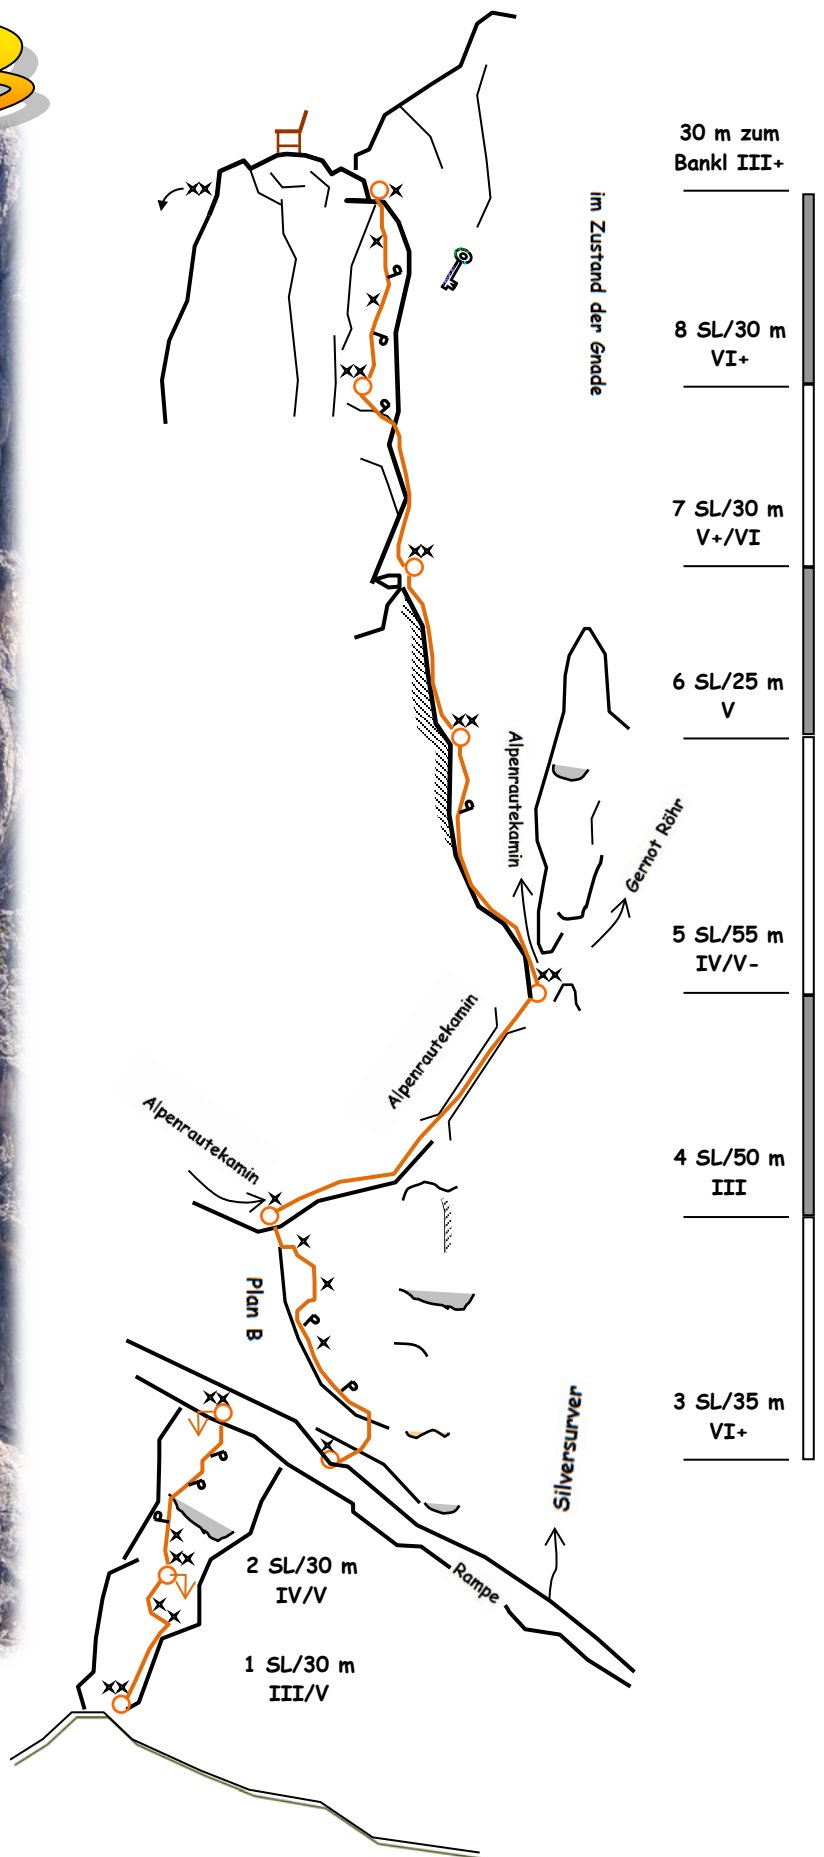 30 m zum
Bankl III+
im Zustand der Gnade
8 SL/30 m
VI+
7 SL/30 m
V+/VI
6 SL/25 m
V
Alpenrautekamin
Gernot Röhr
5 SL/55 m
IV/V-
Alpenrautekamin
Alpenrautekamin
4 SL/50 m
III
Plan B
3 SL/35 m
VI+
Silversurver
Rampe
2 SL/30 m
IV/V
1 SL/30 m
III/V